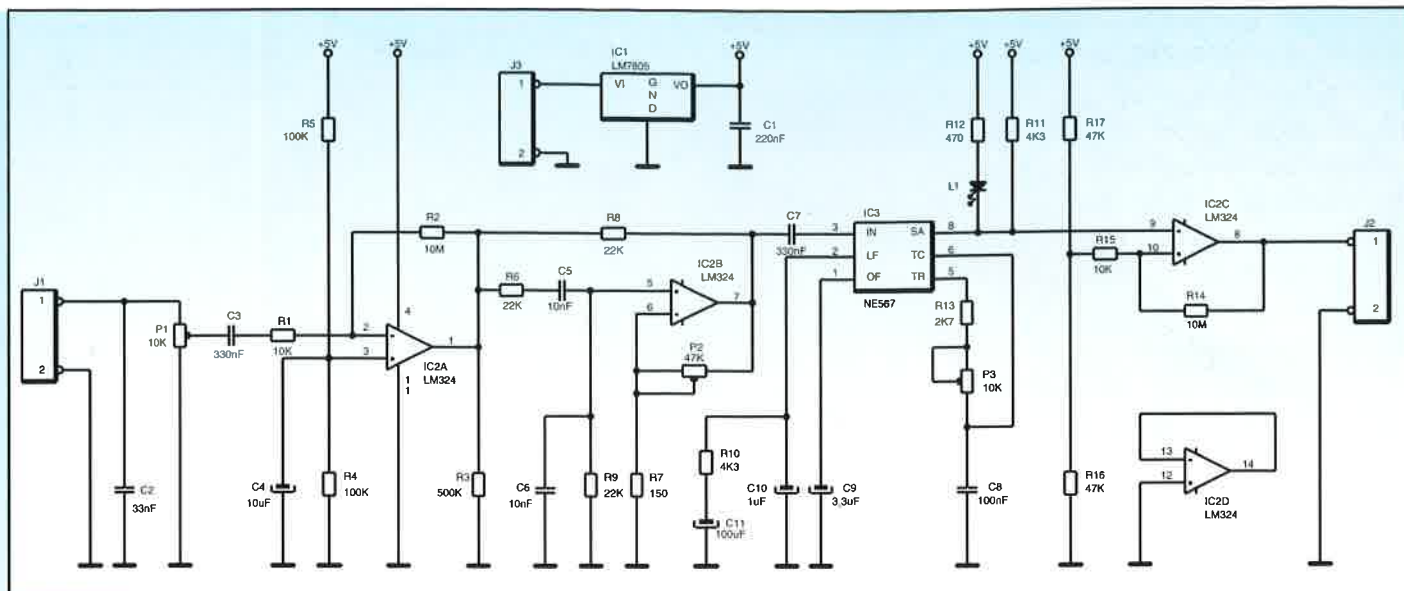 +5V
+5V
+5V
+5V
+5V
+5V
J3
1
2
IC1
LM7805
VI
G
N
D
VO
C1
220nF
R5
100K
R12
470
R11
4K3
R17
47K
L1
R2
10M
R8
22K
C7
330nF
IC3
3
IN
SA
8
2
LF
TC
6
1
OF
TR
5
NE567
IC2C
LM324
9
10
8
R15
10K
R14
10M
J2
1
2
R6
22K
C5
10nF
IC2B
LM324
5
6
7
P2
47K
J1
1
2
P1
10K
C3
330nF
R1
10K
4
2
3
1
1
1
IC2A
LM324
R13
2K7
P3
10K
C2
33nF
C4
10uF
R4
100K
R3
500K
C6
10nF
R9
22K
R7
150
R10
4K3
C11
100uF
C10
1uF
C9
3,3uF
C8
100nF
R16
47K
13
12
14
IC2D
LM324